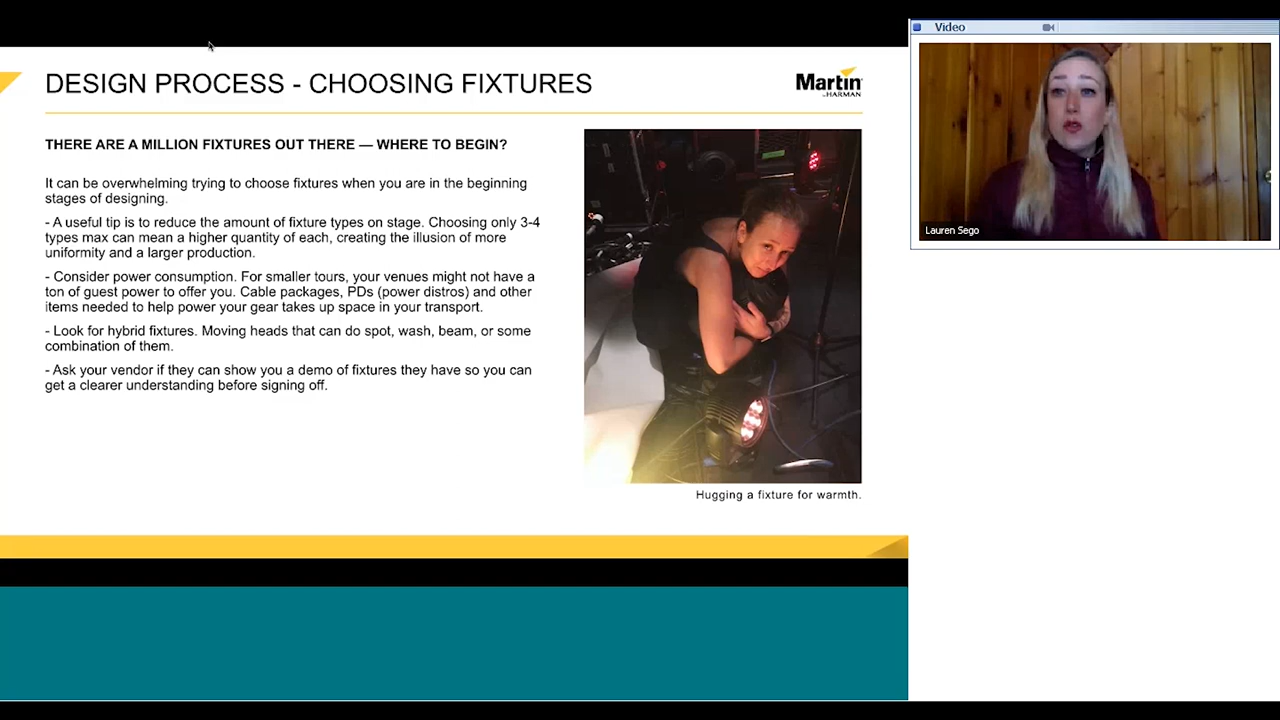 Video
DESIGN PROCESS - CHOOSING FIXTURES
Martin
by HARMAN
THERE ARE A MILLION FIXTURES OUT THERE — WHERE TO BEGIN?
It can be overwhelming trying to choose fixtures when you are in the beginning
stages of designing.
- A useful tip is to reduce the amount of fixture types on stage. Choosing only 3-4
types max can mean a higher quantity of each, creating the illusion of more
uniformity and a larger production.
- Consider power consumption. For smaller tours, your venues might not have a
ton of guest power to offer you. Cable packages, PDs (power distros) and other
items needed to help power your gear takes up space in your transport.
- Look for hybrid fixtures. Moving heads that can do spot, wash, beam, or some
combination of them.
- Ask your vendor if they can show you a demo of fixtures they have so you can
get a clearer understanding before signing off.
Hugging a fixture for warmth.
Lauren Sego